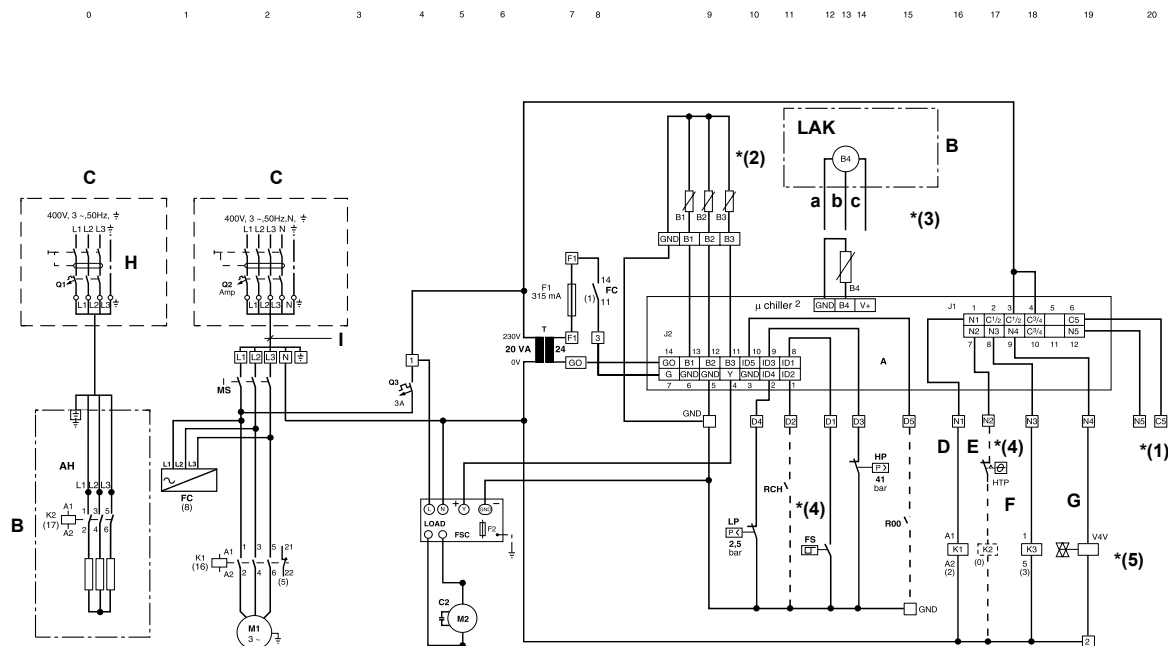 0 1 2 3 4 5 6 7 8 9 10 11 12 13 14 15 16 17 18 19 20
LAK
B
B4
a b c
*(2)
*(3)
C
C
400V, 3 ~,50Hz,
L1 L2 L3
H
Q1
L1 L2 L3
400V, 3 ~,50Hz,N,
L1 L2 L3 N
Q2
Amp
L1 L2 L3 N
I
B1 B2 B3
GND B1 B2 B3
B4
GND B4 V+
F1
F1
315 mA
14
FC
(1)
11
F1
3
230V
T
20 VA
24
0V
GO
µ chiller 2
J2
J1
A
14 13 12 11 10 9 8
GO B1 B2 B3 ID5 ID3 ID1
G GND GND Y GND ID4 ID2
7 6 5 4 3 2 1
1 2 3 4 5 6
N1 C1/2 C1/2 C3/4 C5
N2 N3 N4 C3/4 N5
7 8 9 10 11 12
L1 L2 L3 N
MS
1
Q3
3A
GND
D4 D2 D1 D3 D5
N1 N2 N3 N4 N5 C5
D
E
*(4)
*(1)
HTP
F
G
AH
L1 L2 L3
B
K2
(17)
A1
A2
1 3 5
2 4 6
L1 L2 L3
FC
(8)
K1
(16)
A1
A2
1 3 5 21
2 4 6 22
(5)
M1
3 ~
L N + Y GND –
LOAD
FSC
F2
C2
M2
RCH
*(4)
LP
P
2,5
bar
FS
HP
P
41
bar
R00
GND
A1
K1
A2
(2)
K2
(0)
1
K3
5
(3)
V4V
*(5)
2